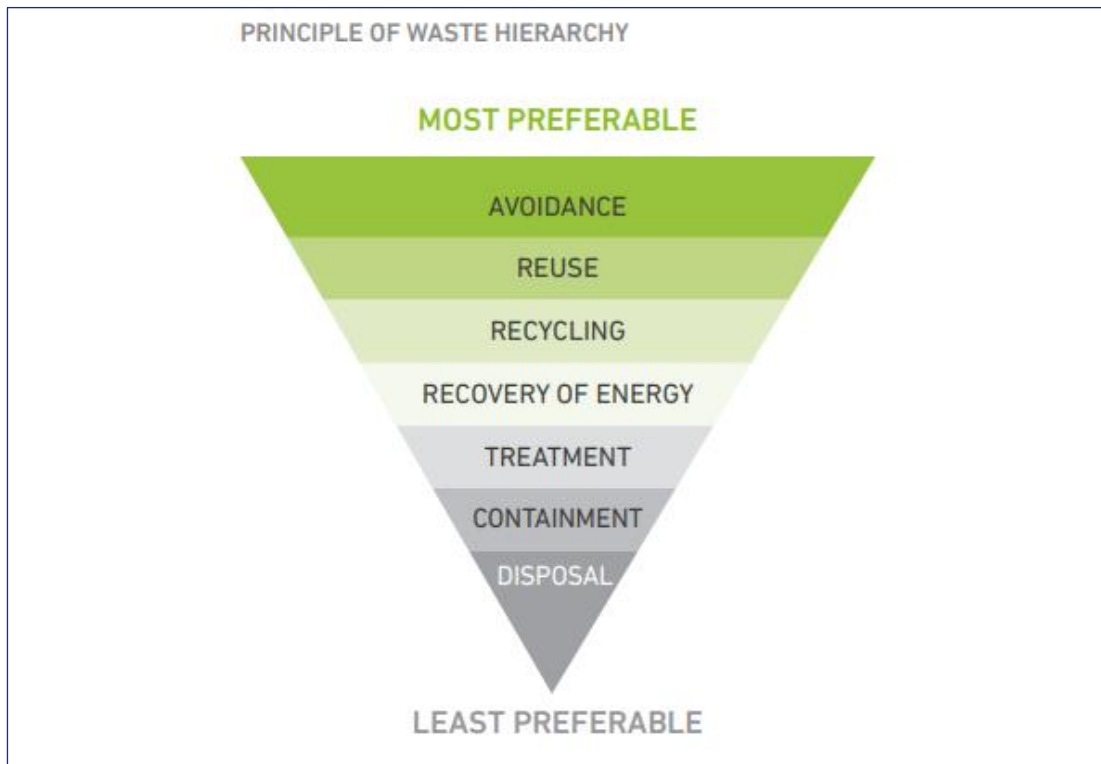 PRINCIPLE OF WASTE HIERARCHY
MOST PREFERABLE
AVOIDANCE
REUSE
RECYCLING
RECOVERY OF ENERGY
TREATMENT
CONTAINMENT
DISPOSAL
LEAST PREFERABLE